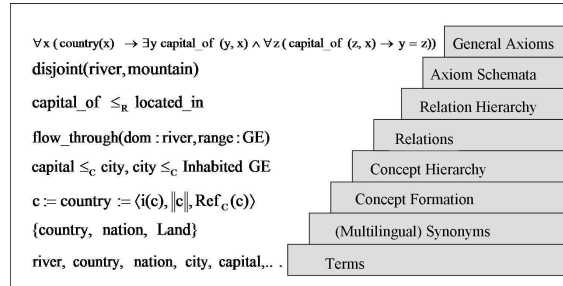 ∀x (country(x) → ∃y capital_of (y, x) ∧ ∀z( capital_of (z, x) → y = z)) General Axioms
disjoint(river,mountain) Axiom Schemata
capital_of ≤R located_in Relation Hierarchy
flow_through(dom : river,range : GE) Relations
capital ≤C city, city ≤C Inhabited GE Concept Hierarchy
c := country := ⟨i(c), ‖c‖, RefC(c)⟩ Concept Formation
{country, nation, Land} (Multilingual) Synonyms
river, country, nation, city, capital,... Terms